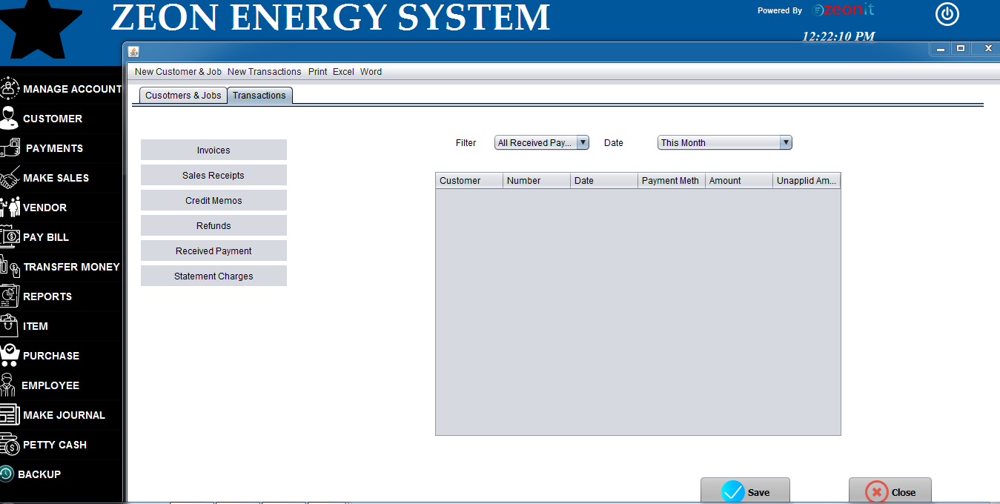 ZEON ENERGY SYSTEM
Powered By zeonit
12:22:10 PM
MANAGE ACCOUNT
CUSTOMER
PAYMENTS
MAKE SALES
VENDOR
PAY BILL
TRANSFER MONEY
REPORTS
ITEM
PURCHASE
EMPLOYEE
MAKE JOURNAL
PETTY CASH
BACKUP
New Customer & Job New Transactions Print Excel Word
Cusotmers & Jobs Transactions
Invoices
Sales Receipts
Credit Memos
Refunds
Received Payment
Statement Charges
Filter All Received Pay... Date This Month
Customer Number Date Payment Meth Amount Unapplid Am...
Save Close